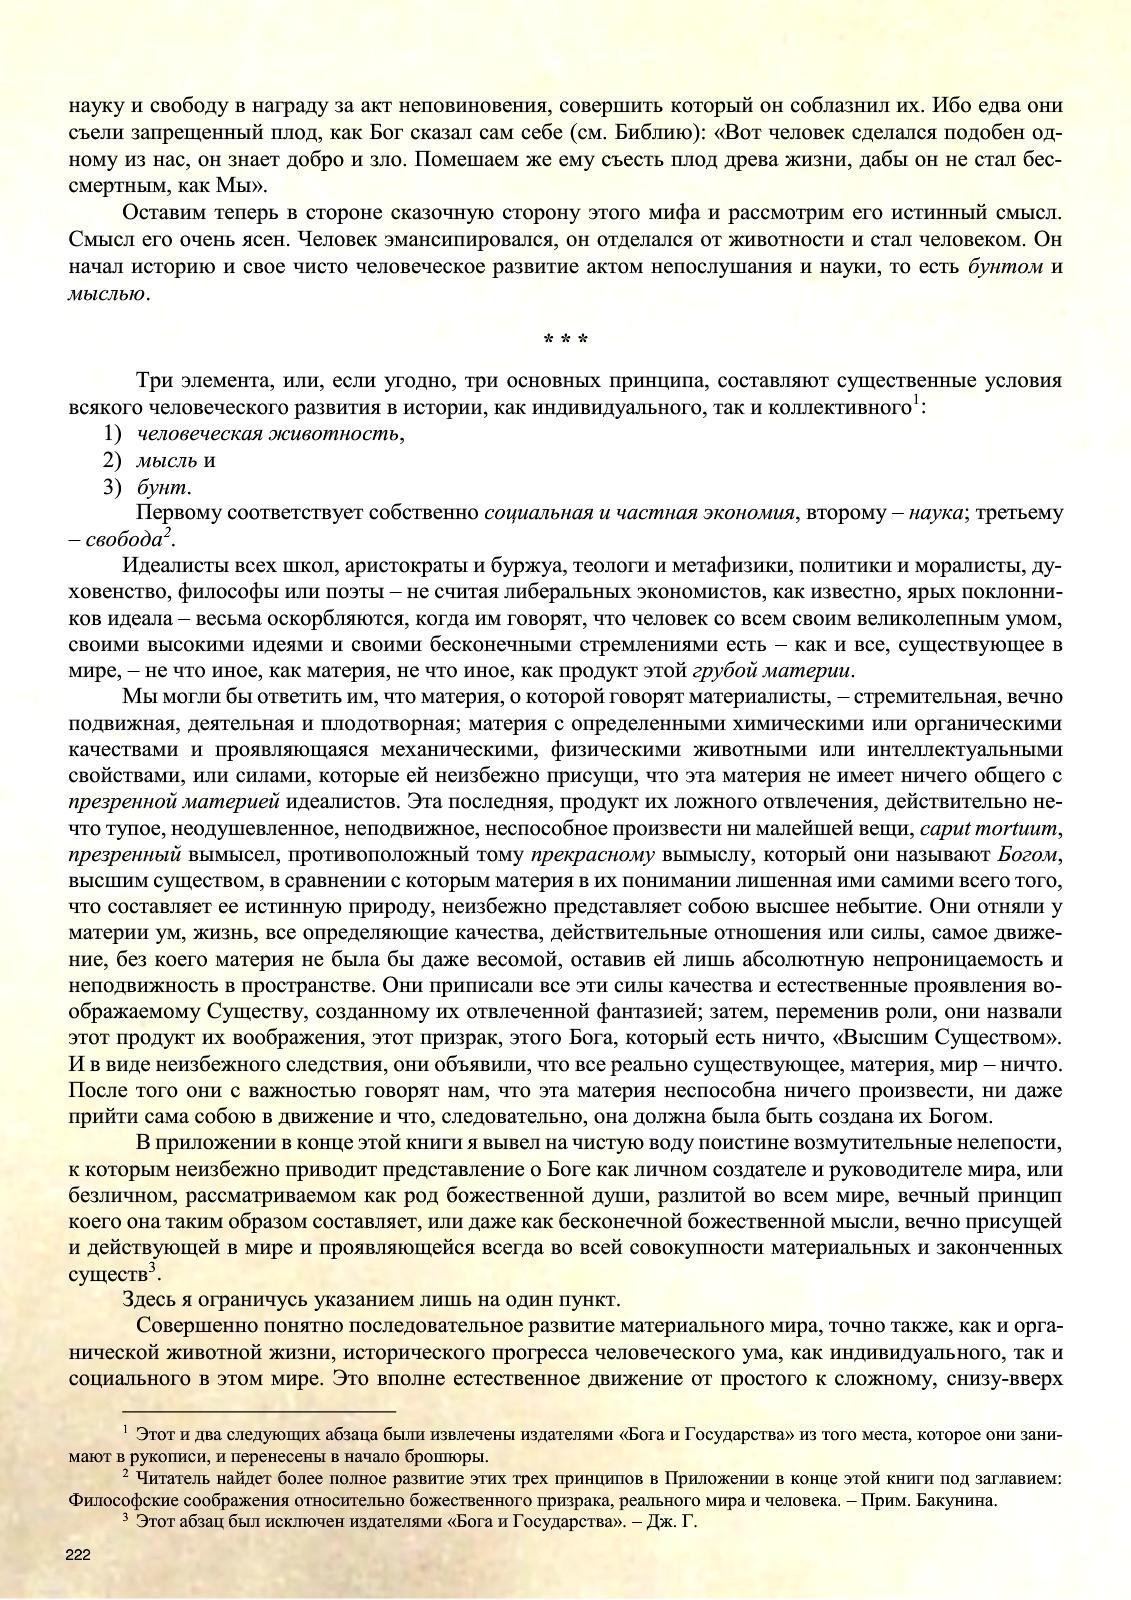 науку и свободу в награду за акт неповиновения, совершить который он соблазнил их. Ибо едва они
съели запрещенный плод, как Бог сказал сам себе (см. Библию): «Вот человек сделался подобен од-
ному из нас, он знает добро и зло. Помешаем же ему съесть плод древа жизни, дабы он не стал бес-
смертным, как Мы».
Оставим теперь в стороне сказочную сторону этого мифа и рассмотрим его истинный смысл.
Смысл его очень ясен. Человек эмансипировался, он отделался от животности и стал человеком. Он
начал историю и свое чисто человеческое развитие актом непослушания и науки, то есть бунтом и
мыслью.
* * *
Три элемента, или, если угодно, три основных принципа, составляют существенные условия
всякого человеческого развития в истории, как индивидуального, так и коллективного1:
1) человеческая животность,
2) мысль и
3) бунт.
Первому соответствует собственно социальная и частная экономия, второму – наука; третьему
– свобода2.
Идеалисты всех школ, аристократы и буржуа, теологи и метафизики, политики и моралисты, ду-
ховенство, философы или поэты – не считая либеральных экономистов, как известно, ярых поклонни-
ков идеала – весьма оскорбляются, когда им говорят, что человек со всем своим великолепным умом,
своими высокими идеями и своими бесконечными стремлениями есть – как и все, существующее в
мире, – не что иное, как материя, не что иное, как продукт этой грубой материи.
Мы могли бы ответить им, что материя, о которой говорят материалисты, – стремительная, вечно
подвижная, деятельная и плодотворная; материя с определенными химическими или органическими
качествами и проявляющаяся механическими, физическими животными или интеллектуальными
свойствами, или силами, которые ей неизбежно присущи, что эта материя не имеет ничего общего с
презренной материей идеалистов. Эта последняя, продукт их ложного отвлечения, действительно не-
что тупое, неодушевленное, неподвижное, неспособное произвести ни малейшей вещи, caput mortuum,
презренный вымысел, противоположный тому прекрасному вымыслу, который они называют Богом,
высшим существом, в сравнении с которым материя в их понимании лишенная ими самими всего того,
что составляет ее истинную природу, неизбежно представляет собою высшее небытие. Они отняли у
материи ум, жизнь, все определяющие качества, действительные отношения или силы, самое движе-
ние, без коего материя не была бы даже весомой, оставив ей лишь абсолютную непроницаемость и
неподвижность в пространстве. Они приписали все эти силы качества и естественные проявления во-
ображаемому Существу, созданному их отвлеченной фантазией; затем, переменив роли, они назвали
этот продукт их воображения, этот призрак, этого Бога, который есть ничто, «Высшим Существом».
И в виде неизбежного следствия, они объявили, что все реально существующее, материя, мир – ничто.
После того они с важностью говорят нам, что эта материя неспособна ничего произвести, ни даже
прийти сама собою в движение и что, следовательно, она должна была быть создана их Богом.
В приложении в конце этой книги я вывел на чистую воду поистине возмутительные нелепости,
к которым неизбежно приводит представление о Боге как личном создателе и руководителе мира, или
безличном, рассматриваемом как род божественной души, разлитой во всем мире, вечный принцип
коего она таким образом составляет, или даже как бесконечной божественной мысли, вечно присущей
и действующей в мире и проявляющейся всегда во всей совокупности материальных и законченных
существ3.
Здесь я ограничусь указанием лишь на один пункт.
Совершенно понятно последовательное развитие материального мира, точно также, как и орга-
нической животной жизни, исторического прогресса человеческого ума, как индивидуального, так и
социального в этом мире. Это вполне естественное движение от простого к сложному, снизу-вверх
1 Этот и два следующих абзаца были извлечены издателями «Бога и Государства» из того места, которое они зани-
мают в рукописи, и перенесены в начало брошюры.
2 Читатель найдет более полное развитие этих трех принципов в Приложении в конце этой книги под заглавием:
Философские соображения относительно божественного призрака, реального мира и человека. – Прим. Бакунина.
3 Этот абзац был исключен издателями «Бога и Государства». – Дж. Г.
222